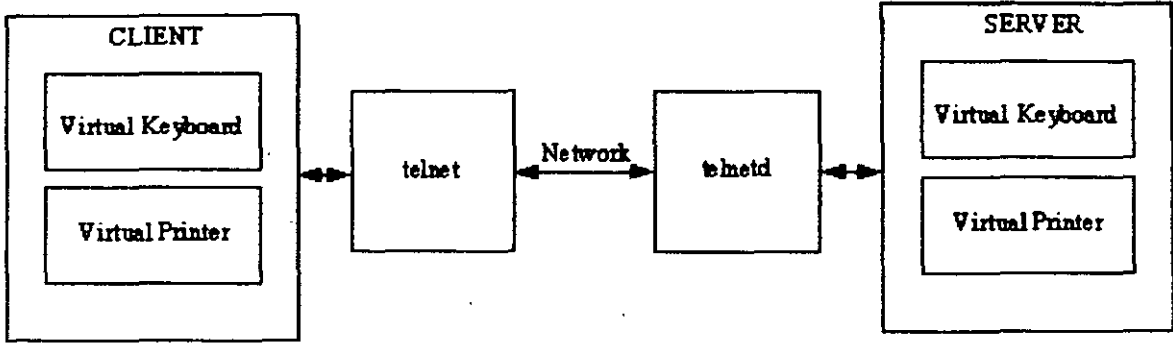 CLIENT
Virtual Keyboard
Virtual Printer
telnet
Network
telnetd
SERVER
Virtual Keyboard
Virtual Printer